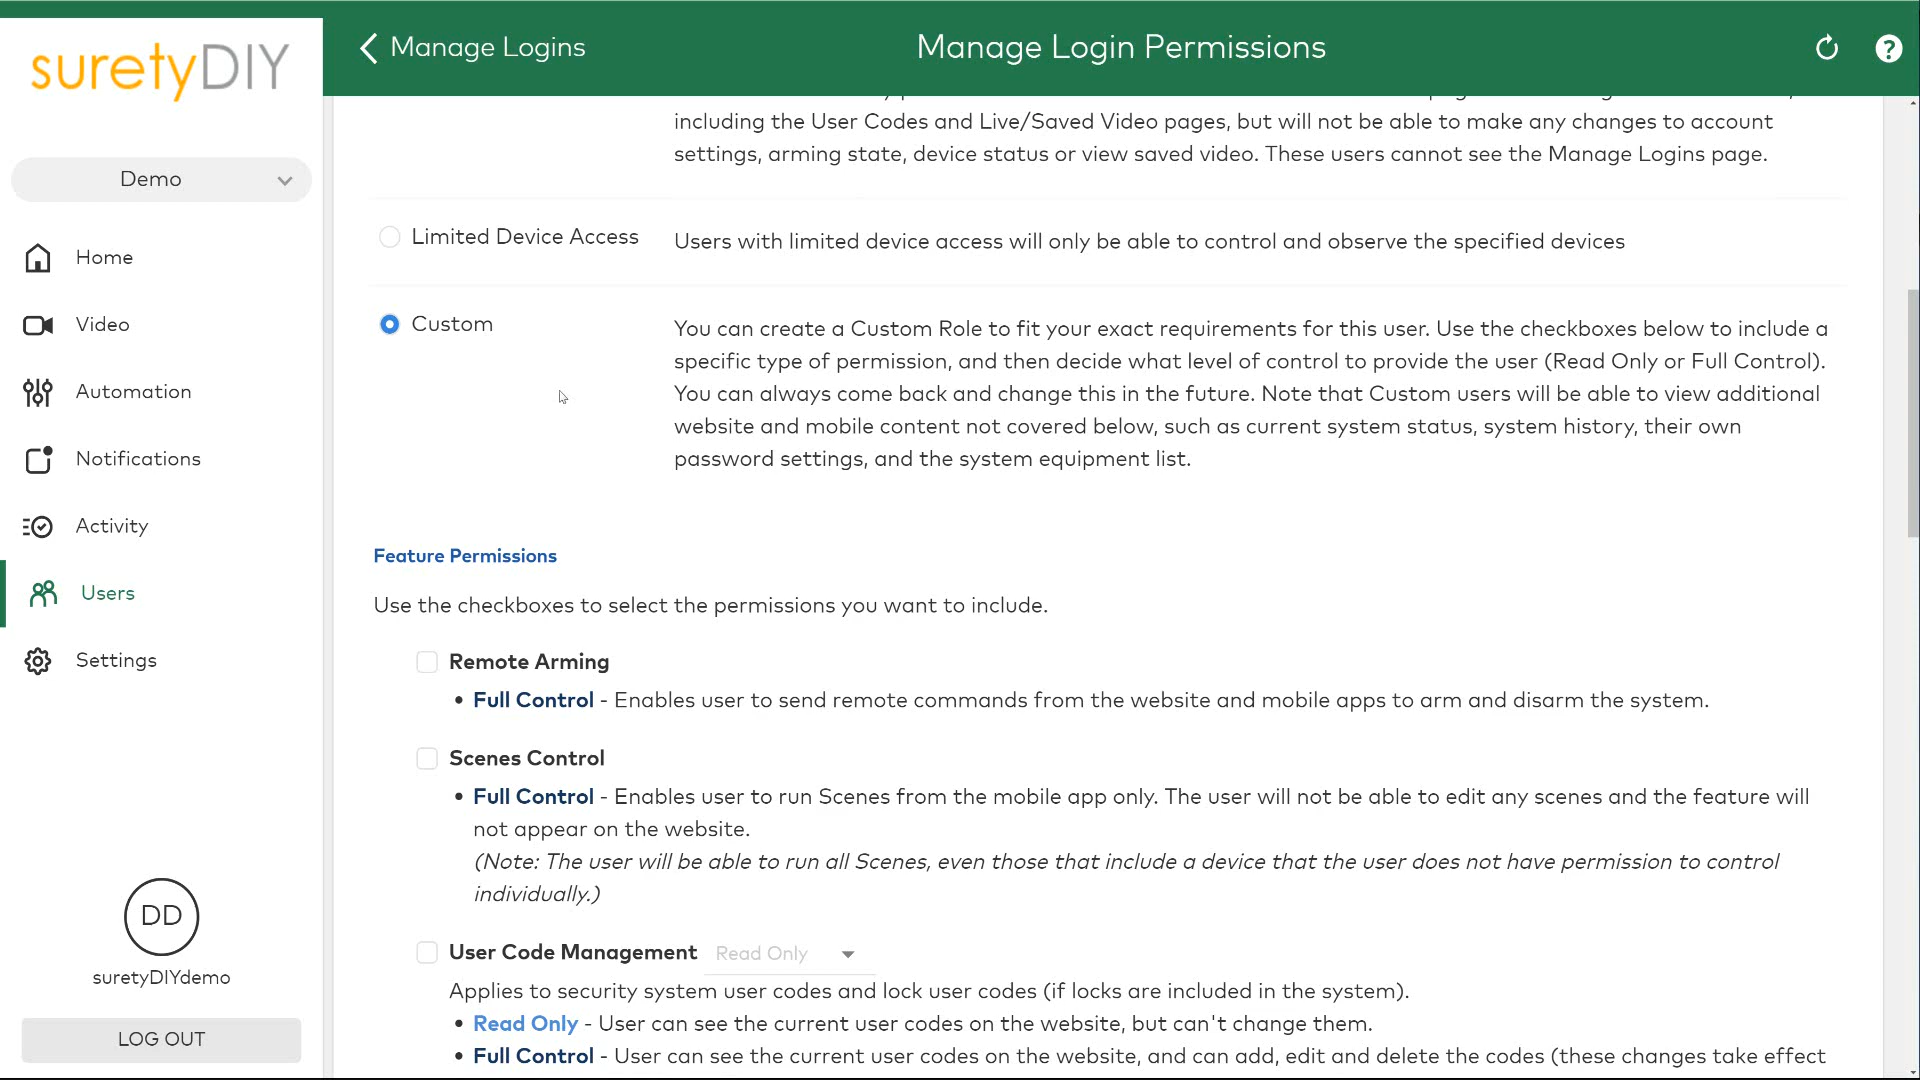 suretyDIY
Manage Logins
Manage Login Permissions
?
Demo
Home
Video
Automation
Notifications
Activity
Users
Settings
DD
suretyDIYdemo
LOG OUT
including the User Codes and Live/Saved Video pages, but will not be able to make any changes to account
settings, arming state, device status or view saved video. These users cannot see the Manage Logins page.
Limited Device Access
Users with limited device access will only be able to control and observe the specified devices
Custom
You can create a Custom Role to fit your exact requirements for this user. Use the checkboxes below to include a
specific type of permission, and then decide what level of control to provide the user (Read Only or Full Control).
You can always come back and change this in the future. Note that Custom users will be able to view additional
website and mobile content not covered below, such as current system status, system history, their own
password settings, and the system equipment list.
Feature Permissions
Use the checkboxes to select the permissions you want to include.
Remote Arming
• Full Control - Enables user to send remote commands from the website and mobile apps to arm and disarm the system.
Scenes Control
• Full Control - Enables user to run Scenes from the mobile app only. The user will not be able to edit any scenes and the feature will
not appear on the website.
(Note: The user will be able to run all Scenes, even those that include a device that the user does not have permission to control
individually.)
User Code Management Read Only
Applies to security system user codes and lock user codes (if locks are included in the system).
• Read Only - User can see the current user codes on the website, but can't change them.
• Full Control - User can see the current user codes on the website, and can add, edit and delete the codes (these changes take effect